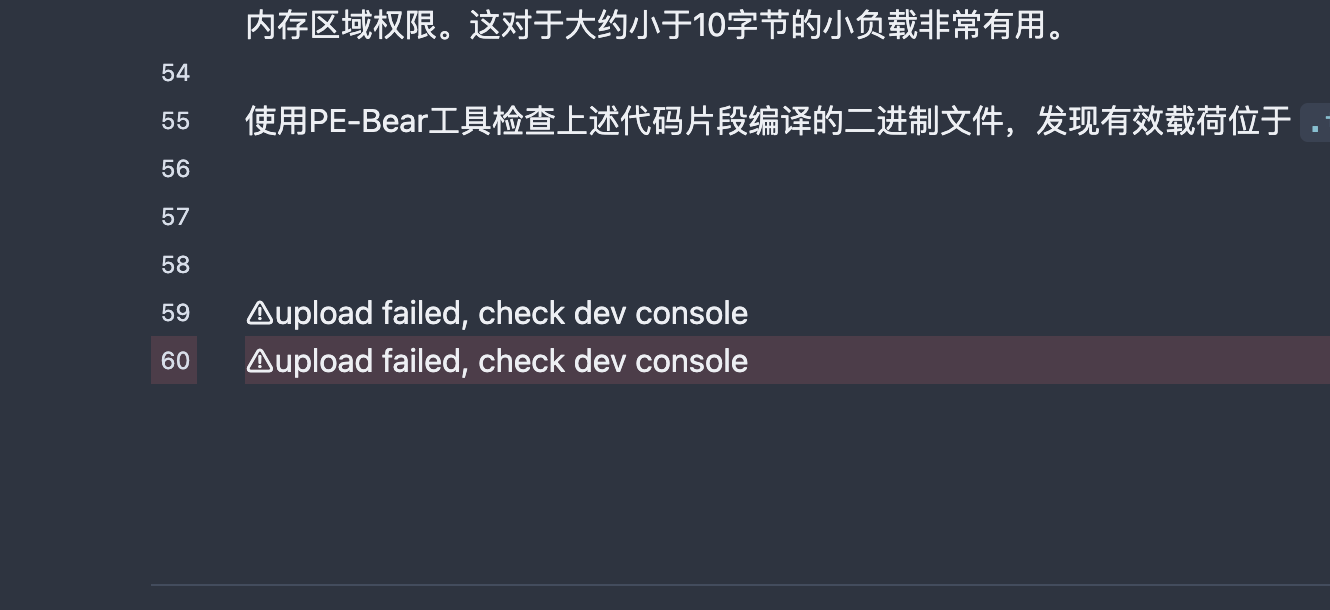 内存区域权限。这对于大约小于10字节的小负载非常有用。
54
55 使用PE-Bear工具检查上述代码片段编译的二进制文件，发现有效载荷位于
56
57
58
59 ⚠upload failed, check dev console
60 ⚠upload failed, check dev console